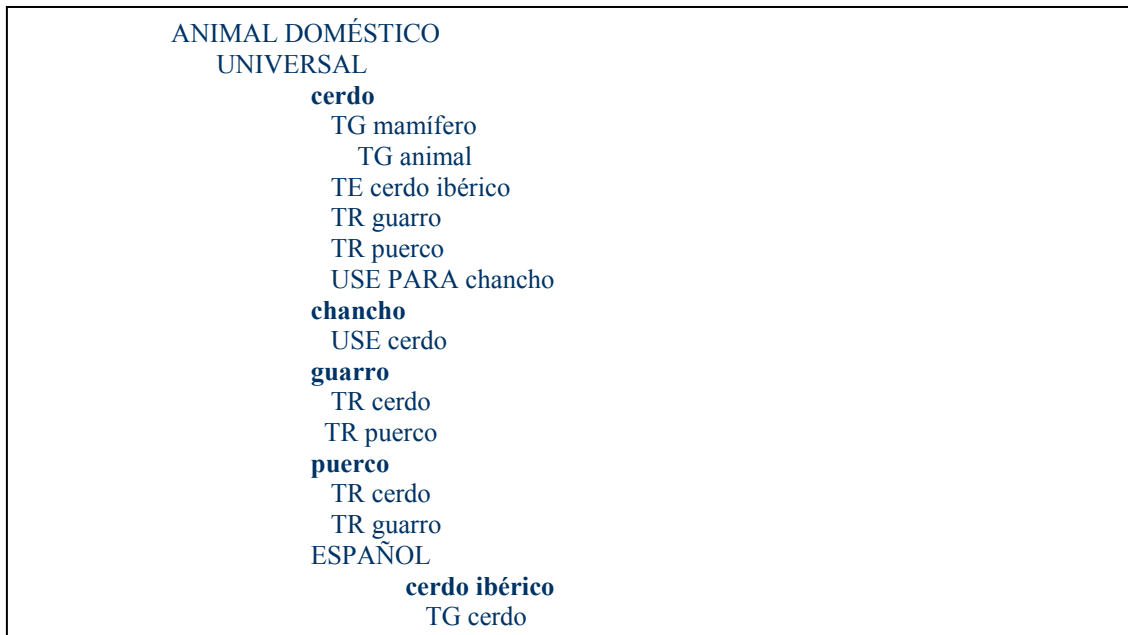 ANIMAL DOMÉSTICO
UNIVERSAL
cerdo
TG mamífero
TG animal
TE cerdo ibérico
TR guarro
TR puerco
USE PARA chancho
chancho
USE cerdo
guarro
TR cerdo
TR puerco
puerco
TR cerdo
TR guarro
ESPAÑOL
cerdo ibérico
TG cerdo